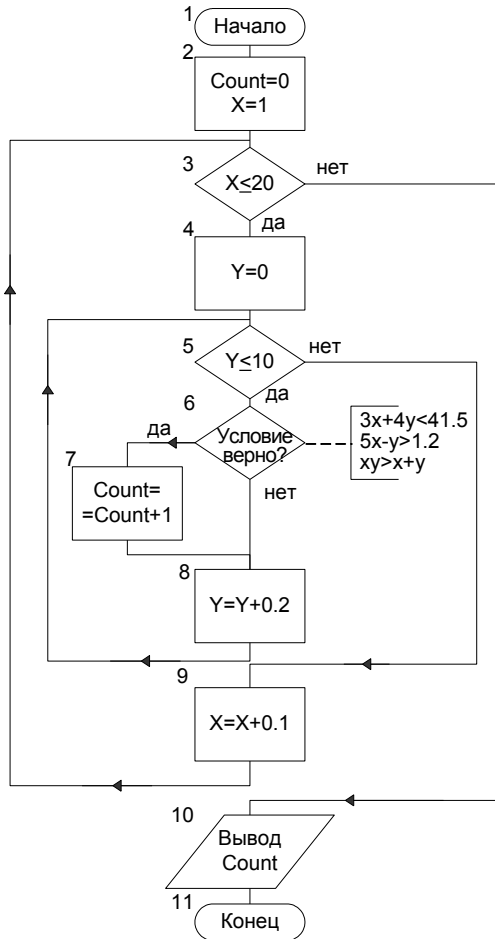 1
Начало
2
Count=0
X=1
3
X≤20
нет
да
4
Y=0
5
Y≤10
нет
да
6
Условие
верно?
3x+4y<41.5
5x-y>1.2
xy>x+y
да
7
Count=
=Count+1
нет
8
Y=Y+0.2
9
X=X+0.1
10
Вывод
Count
11
Конец